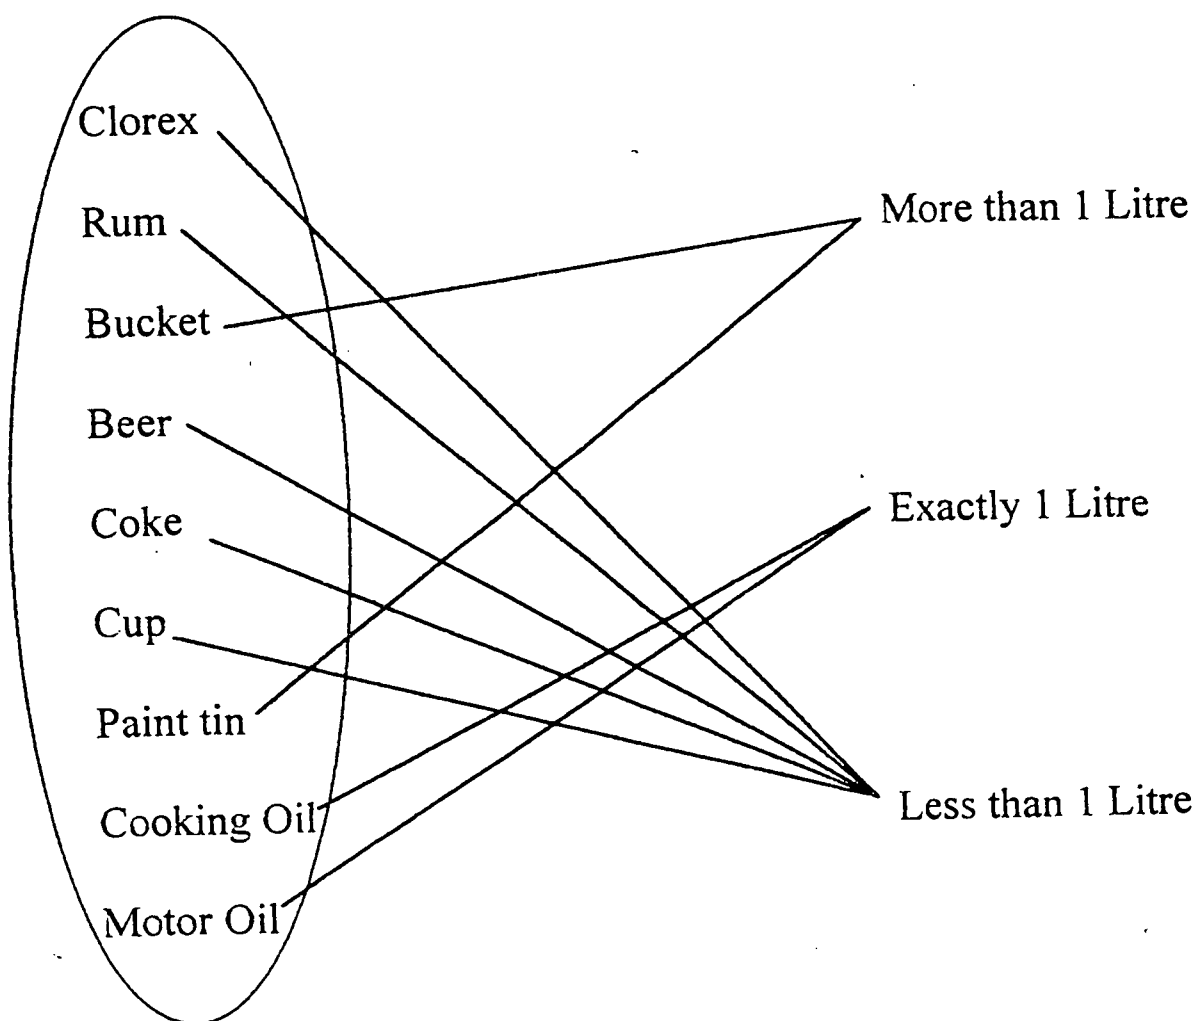 Clorex
Rum
Bucket
Beer
Coke
Cup
Paint tin
Cooking Oil
Motor Oil
More than 1 Litre
Exactly 1 Litre
Less than 1 Litre